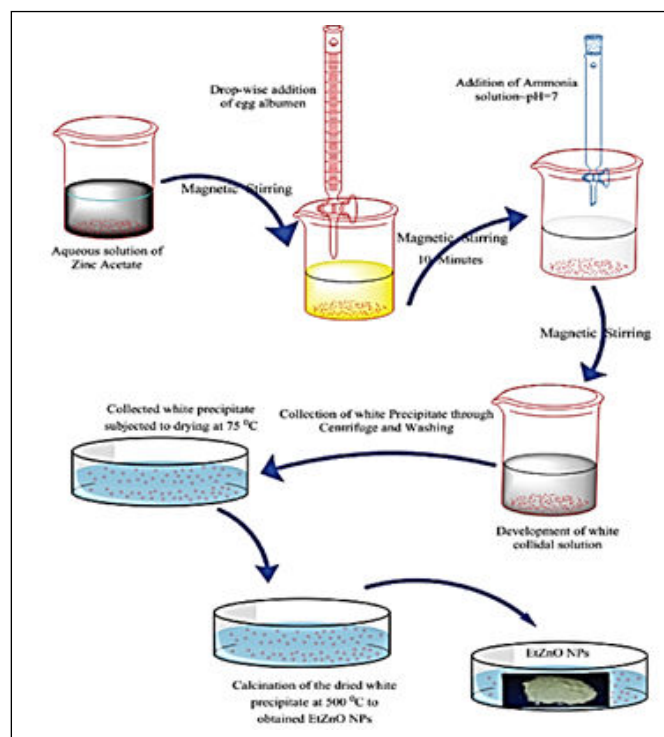 Drop-wise addition
of egg albumen
Addition of Ammonia
solution-pH=7
Magnetic Stirring
Aqueous solution of
Zinc Acetate
Magnetic Stirring
10 Minutes
Magnetic Stirring
Collected white precipitate
subjected to drying at 75 ⁰C
Collection of white Precipitate through
Centrifuge and Washing
Development of white
collidal solution
EtZnO NPs
Calcination of the dried white
precipitate at 500 ⁰C to
obtained EtZnO NPs